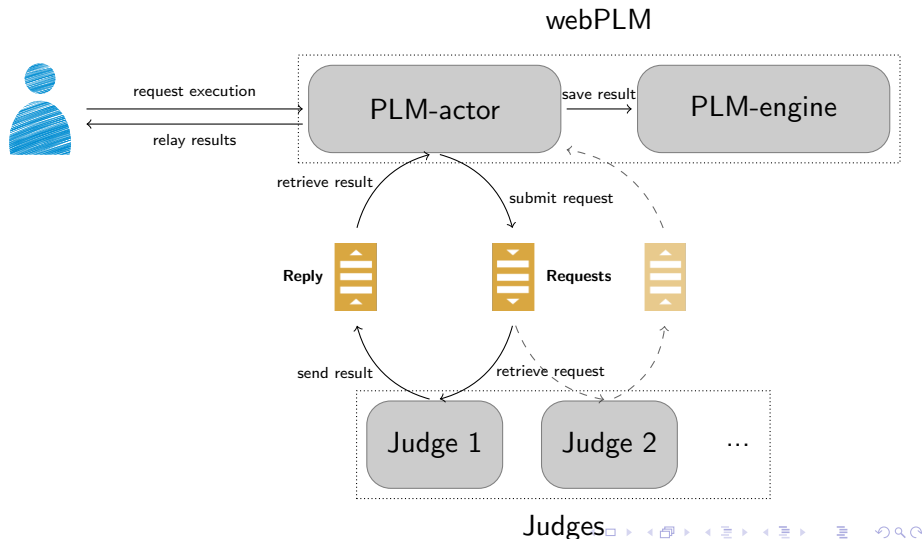 webPLM
request execution
relay results
PLM-actor
save result
PLM-engine
retrieve result
submit request
Reply
Requests
send result
retrieve request
Judge 1
Judge 2
...
Judges